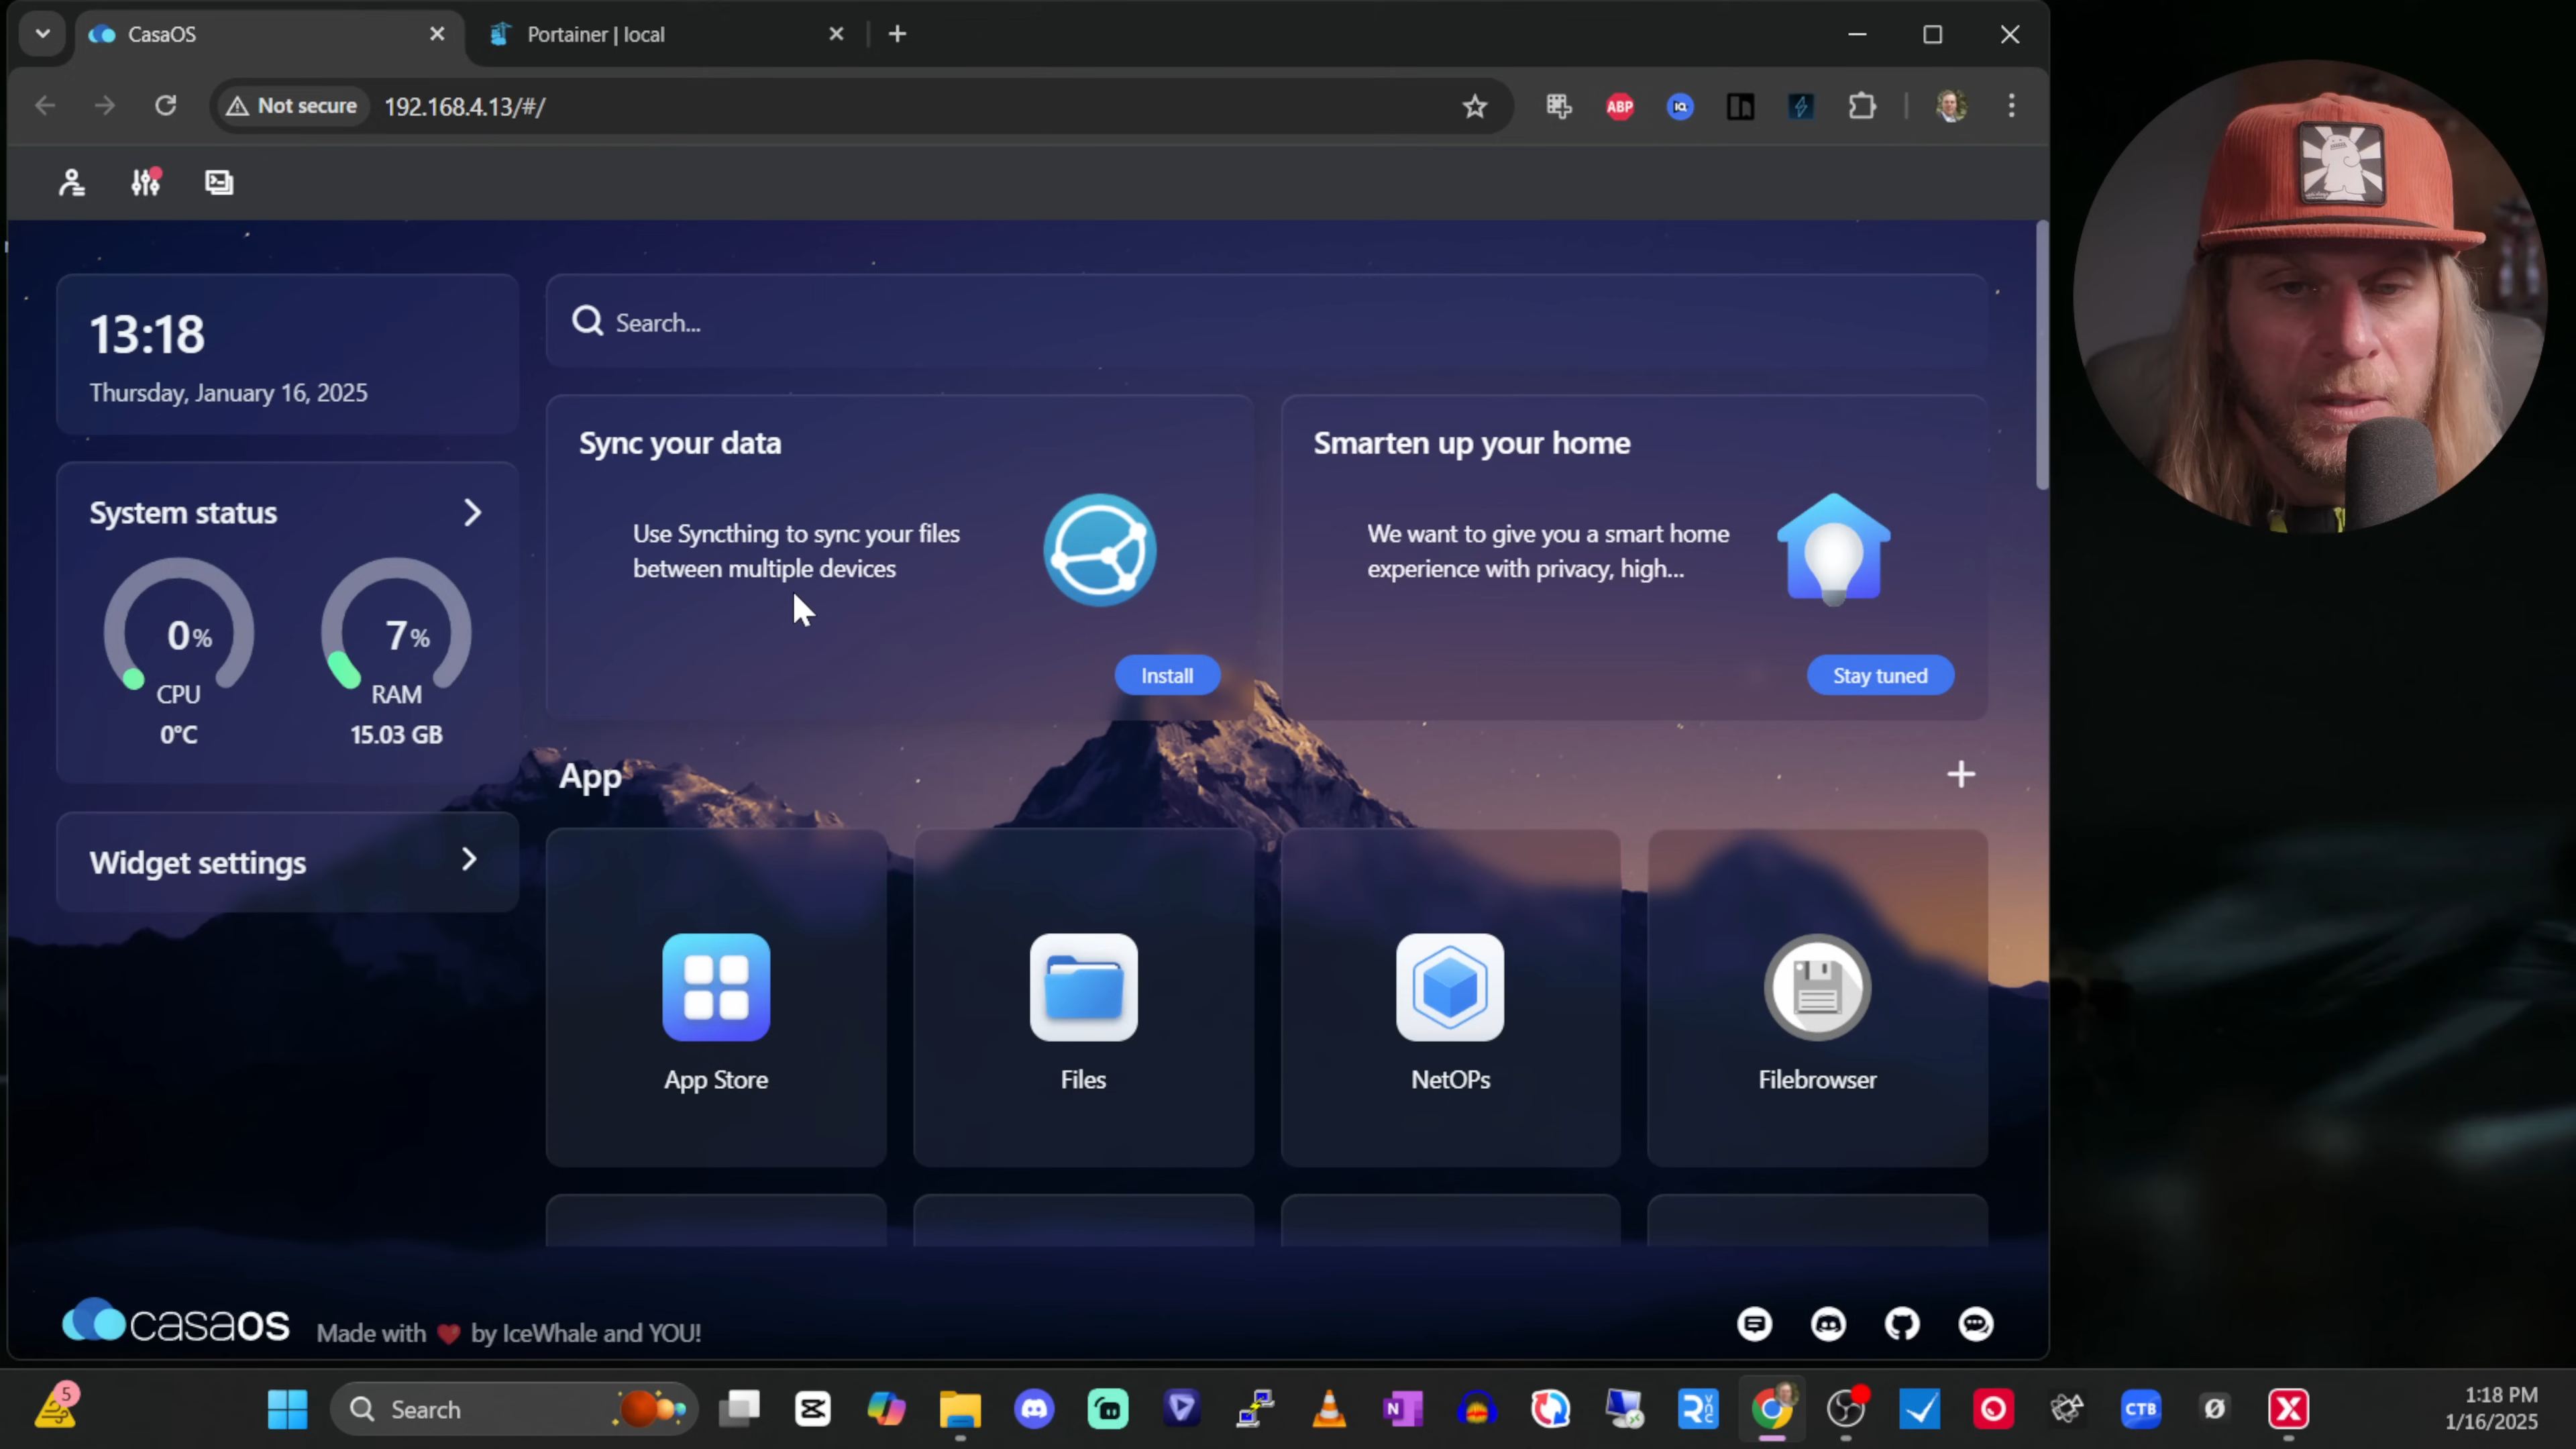 CasaOS
Portainer | local
Not secure
192.168.4.13/#/
ABP
IQ
13:18
Thursday, January 16, 2025
Search...
Sync your data
Use Syncthing to sync your files
between multiple devices
Install
Smarten up your home
We want to give you a smart home
experience with privacy, high...
Stay tuned
System status
0%
CPU
0°C
7%
RAM
15.03 GB
Widget settings
App
App Store
Files
NetOPs
Filebrowser
casaOS
Made with ❤ by IceWhale and YOU!
5
Search
N
CTB
1:18 PM
1/16/2025